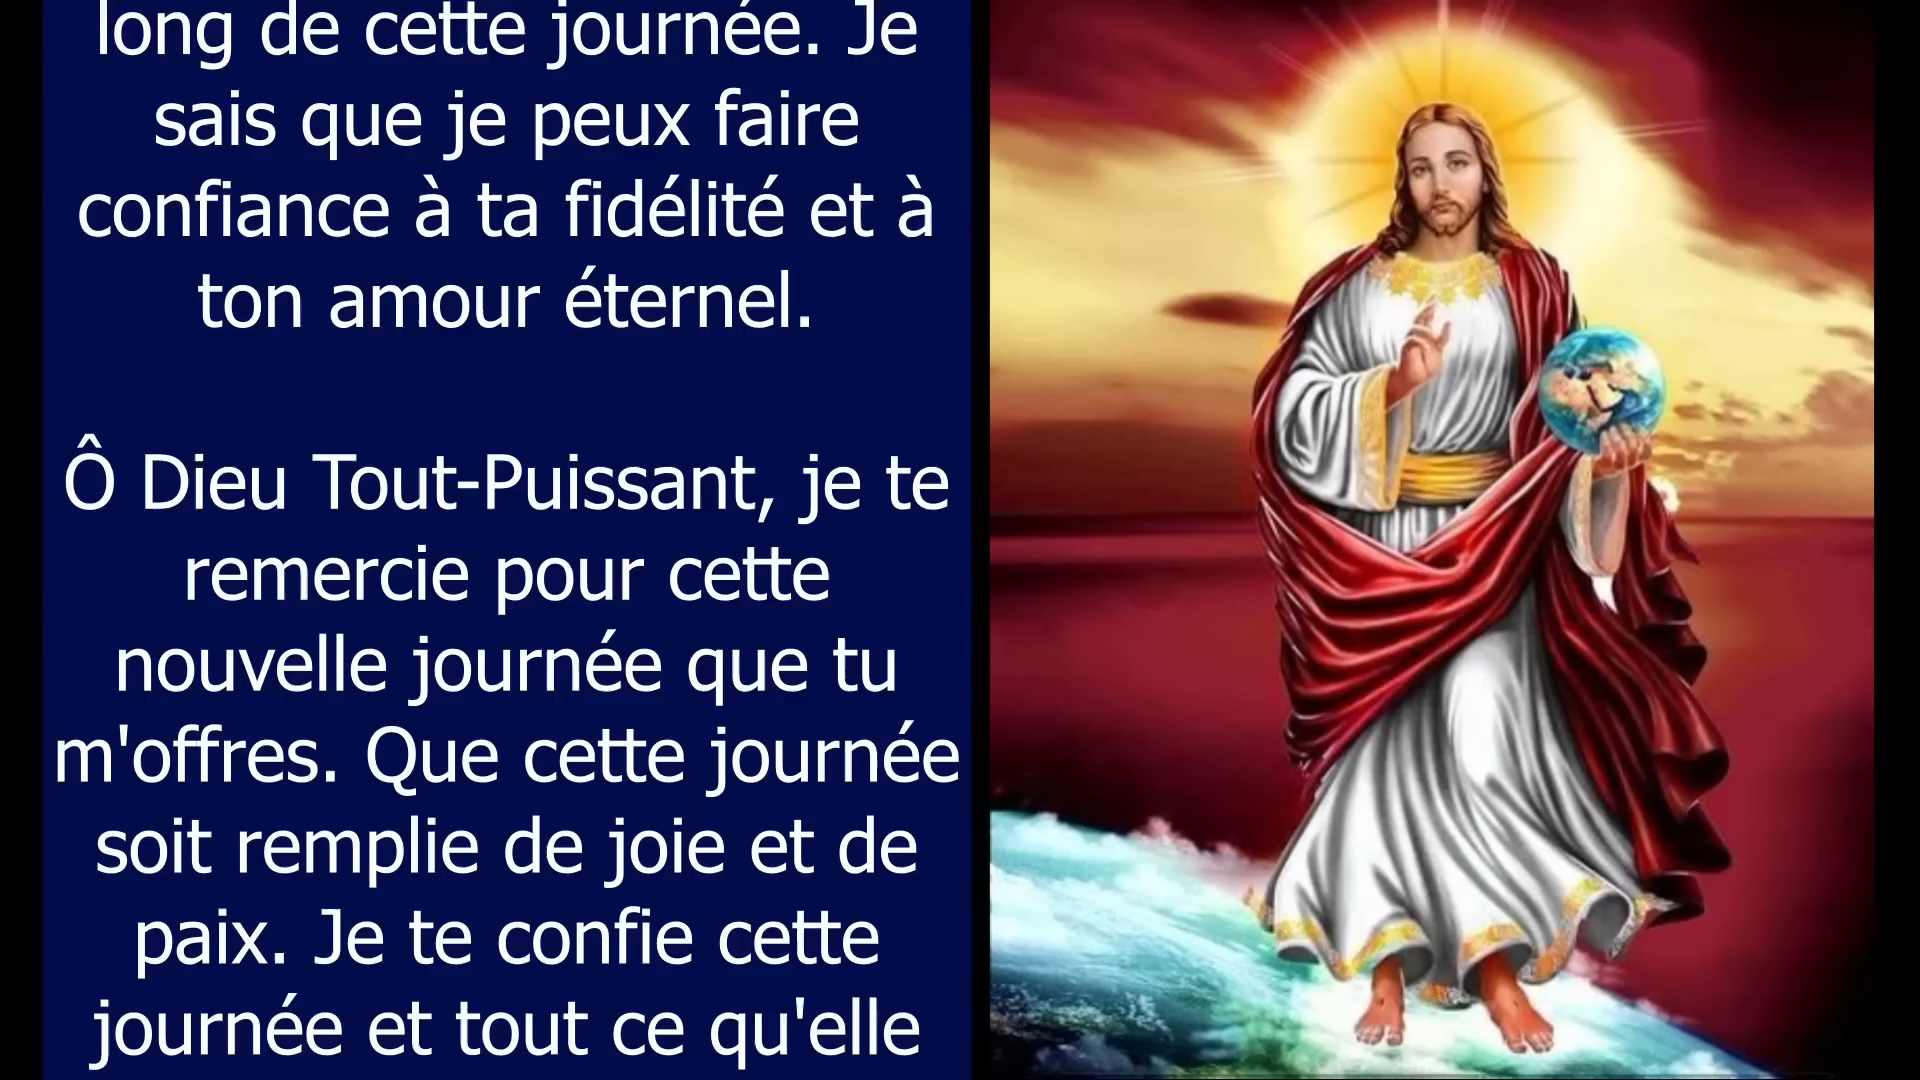 long de cette journée. Je
sais que je peux faire
confiance à ta fidélité et à
ton amour éternel.
Ô Dieu Tout-Puissant, je te
remercie pour cette
nouvelle journée que tu
m'offres. Que cette journée
soit remplie de joie et de
paix. Je te confie cette
journée et tout ce qu'elle